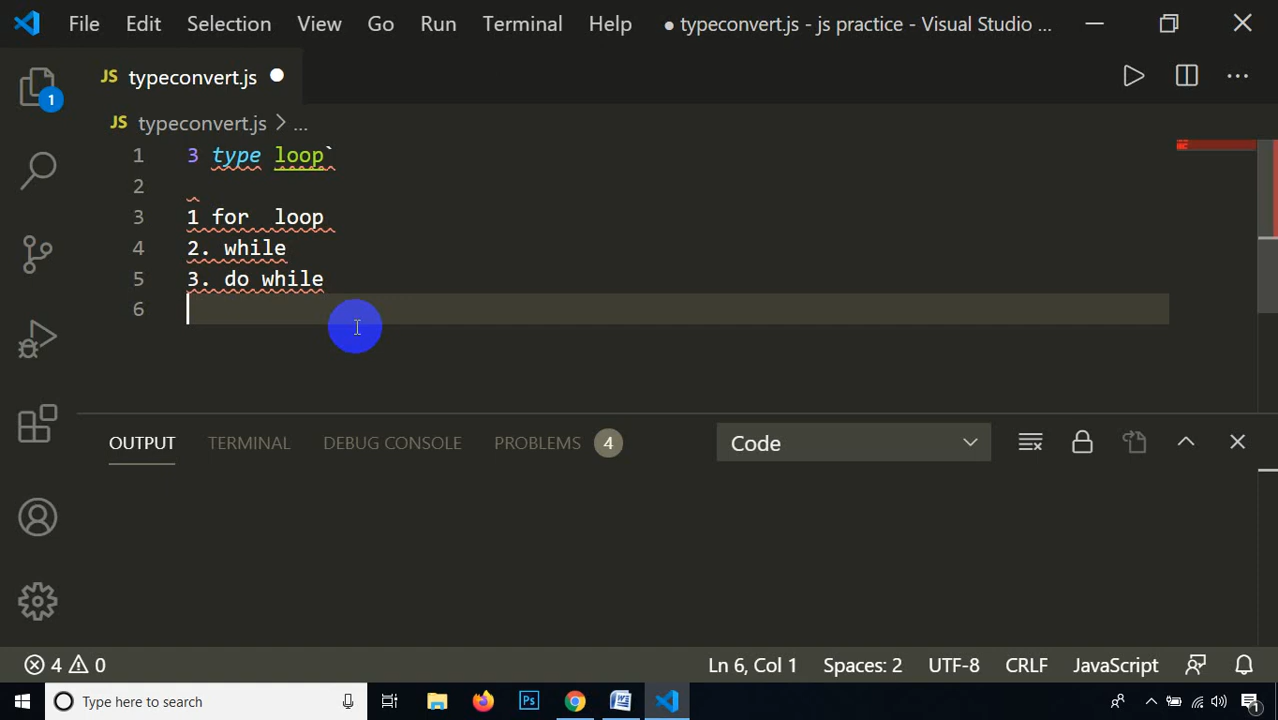 File Edit Selection View Go Run Terminal Help ● typeconvert.js - js practice - Visual Studio ...
JS typeconvert.js ●
1
JS typeconvert.js > ...
1 3 type loop`
2
3 1 for  loop
4 2. while
5 3. do while
6
OUTPUT TERMINAL DEBUG CONSOLE PROBLEMS 4 Code
4 0 Ln 6, Col 1 Spaces: 2 UTF-8 CRLF JavaScript
Type here to search Ps W 1